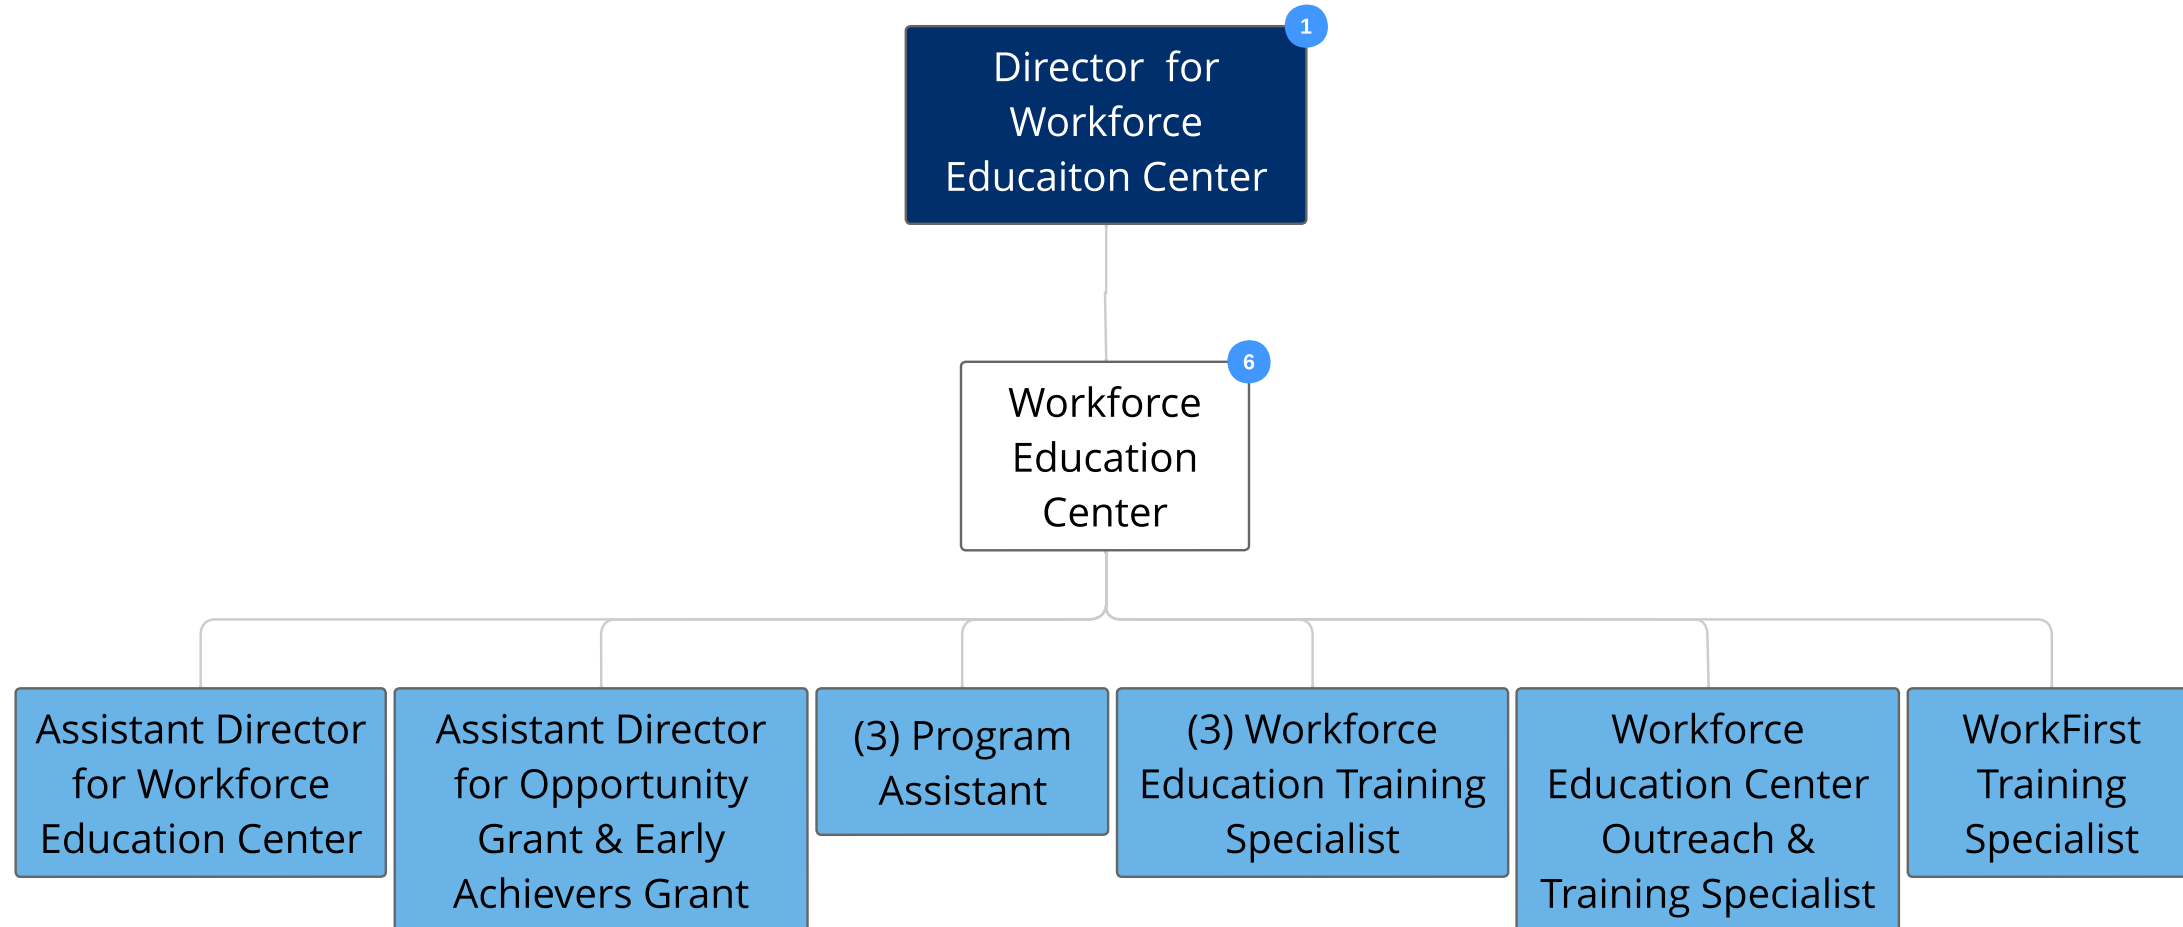 1
Director  for
Workforce
Educaiton Center
6
Workforce
Education
Center
Assistant Director
for Workforce
Education Center
Assistant Director
for Opportunity
Grant & Early
Achievers Grant
(3) Program
Assistant
(3) Workforce
Education Training
Specialist
Workforce
Education Center
Outreach &
Training Specialist
WorkFirst
Training
Specialist